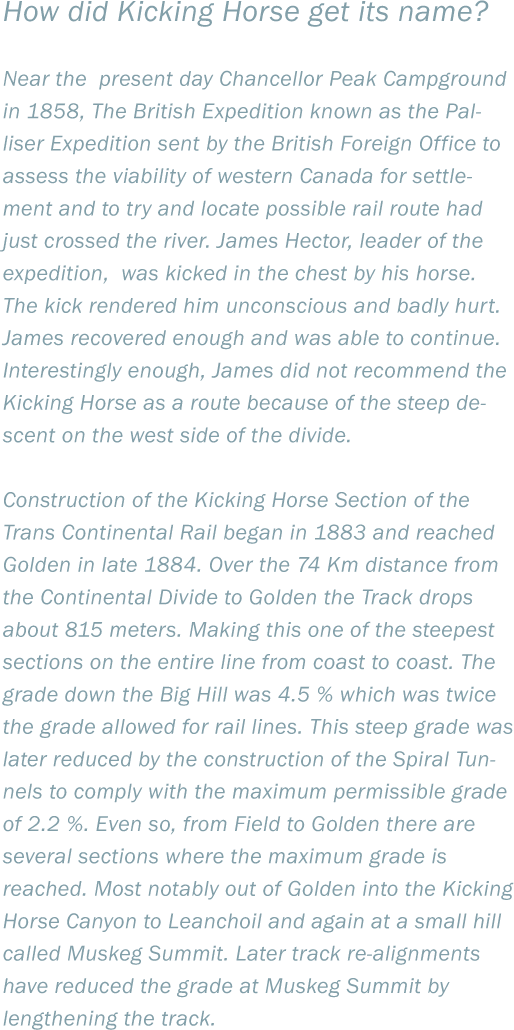 How did Kicking Horse get its name?
Near the  present day Chancellor Peak Campground
in 1858, The British Expedition known as the Pal-
liser Expedition sent by the British Foreign Office to
assess the viability of western Canada for settle-
ment and to try and locate possible rail route had
just crossed the river. James Hector, leader of the
expedition,  was kicked in the chest by his horse.
The kick rendered him unconscious and badly hurt.
James recovered enough and was able to continue.
Interestingly enough, James did not recommend the
Kicking Horse as a route because of the steep de-
scent on the west side of the divide.
Construction of the Kicking Horse Section of the
Trans Continental Rail began in 1883 and reached
Golden in late 1884. Over the 74 Km distance from
the Continental Divide to Golden the Track drops
about 815 meters. Making this one of the steepest
sections on the entire line from coast to coast. The
grade down the Big Hill was 4.5 % which was twice
the grade allowed for rail lines. This steep grade was
later reduced by the construction of the Spiral Tun-
nels to comply with the maximum permissible grade
of 2.2 %. Even so, from Field to Golden there are
several sections where the maximum grade is
reached. Most notably out of Golden into the Kicking
Horse Canyon to Leanchoil and again at a small hill
called Muskeg Summit. Later track re-alignments
have reduced the grade at Muskeg Summit by
lengthening the track.